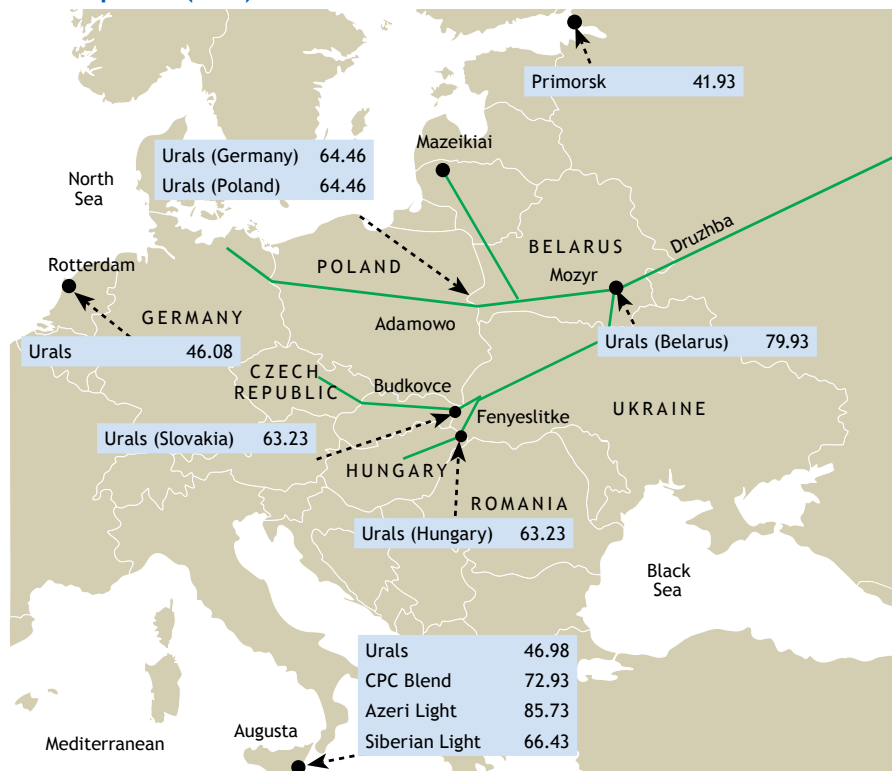 Primorsk 41.93
Mazeikiai
Urals (Germany) 64.46
Urals (Poland) 64.46
North
Sea
Druzhba
BELARUS
POLAND
Rotterdam
Mozyr
GERMANY
Adamowo
Urals 46.08
Urals (Belarus) 79.93
CZECH
REPUBLIC
Budkovce
Fenyeslitke
UKRAINE
Urals (Slovakia) 63.23
HUNGARY
ROMANIA
Urals (Hungary) 63.23
Black
Sea
Urals 46.98
CPC Blend 72.93
Azeri Light 85.73
Siberian Light 66.43
Augusta
Mediterranean